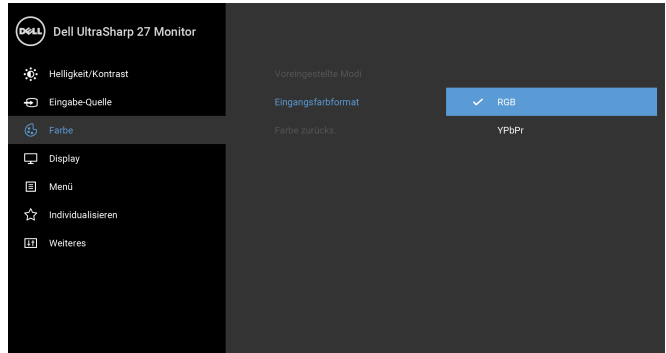 DELL
Dell UltraSharp 27 Monitor
Helligkeit/Kontrast
Eingabe-Quelle
Farbe
Display
Menü
Individualisieren
Weiteres
Voreingestellte Modi
Eingangsfarbformat
Farbe zurücks.
RGB
YPbPr